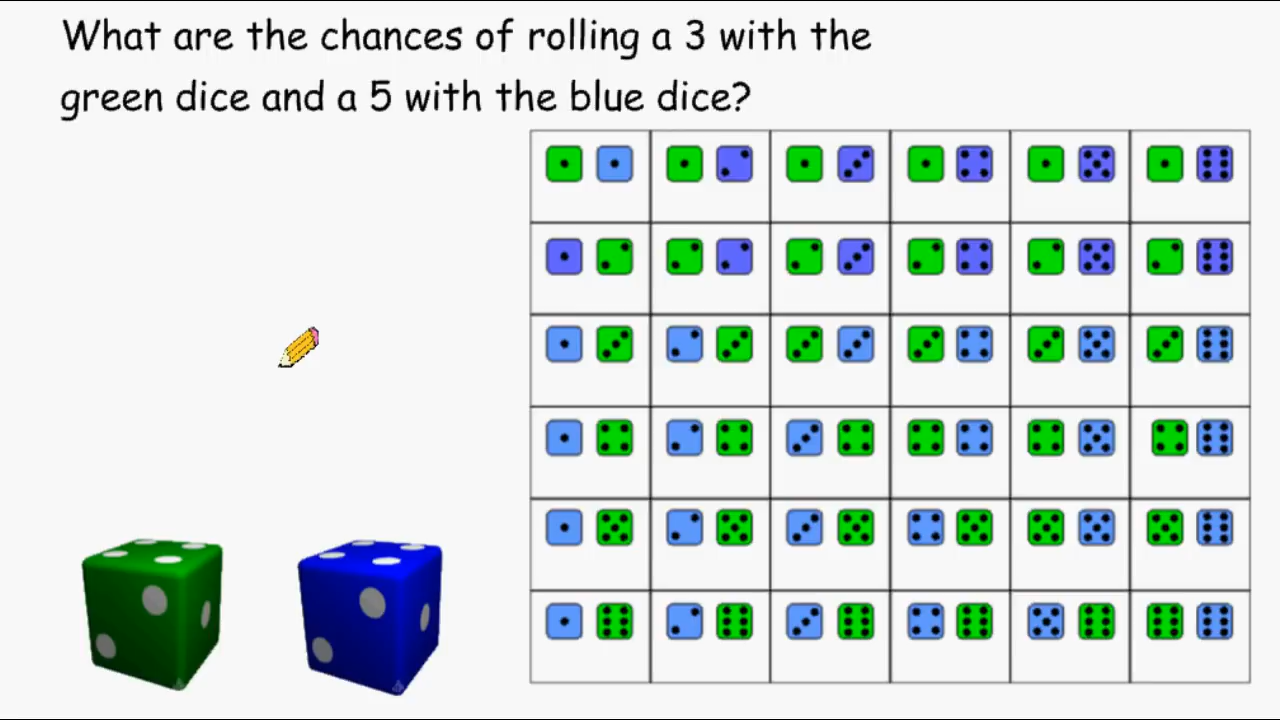 What are the chances of rolling a 3 with the
green dice and a 5 with the blue dice?